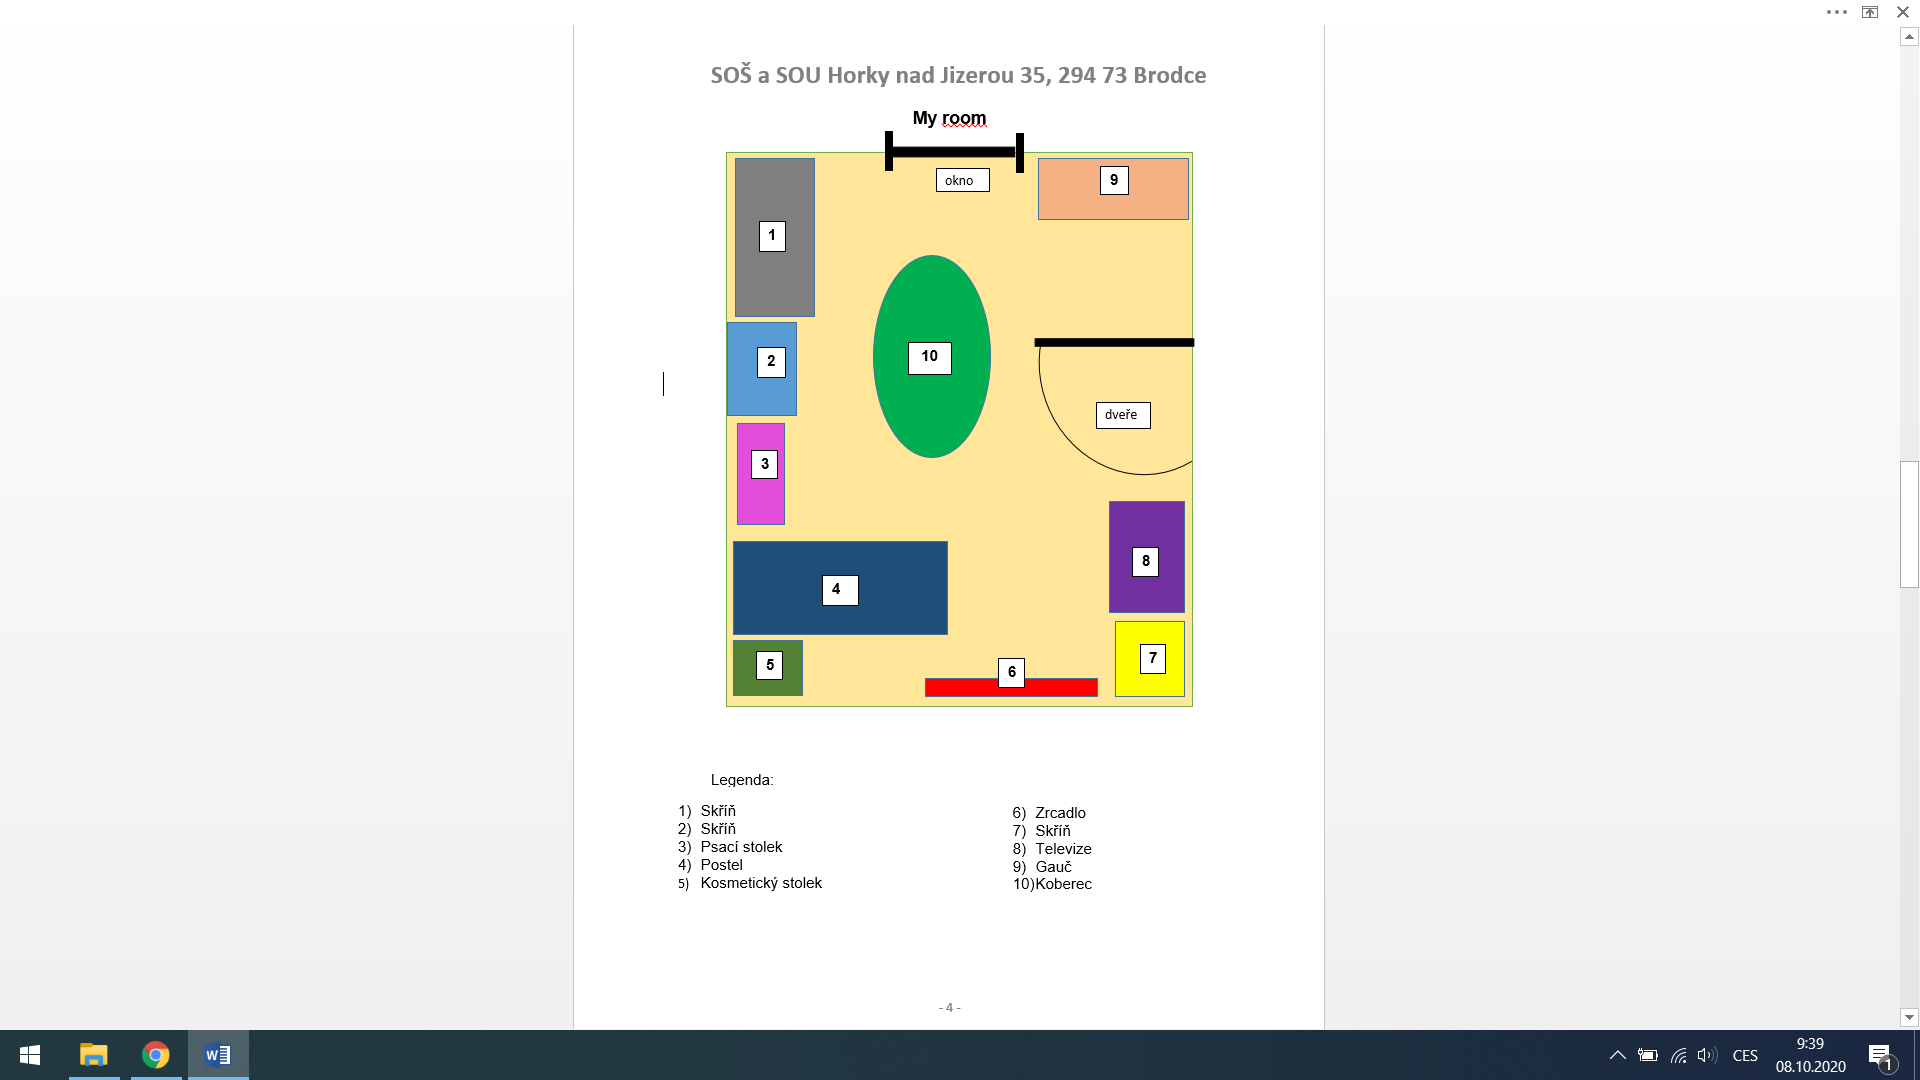 SOŠ a SOU Horky nad Jizerou 35, 294 73 Brodce
My room
okno
9
1
10
2
dveře
3
8
4
7
5
6
Legenda:
1) Skříň
2) Skříň
3) Psací stolek
4) Postel
5) Kosmetický stolek
6) Zrcadlo
7) Skříň
8) Televize
9) Gauč
10)Koberec
- 4 -
CES
9:39
08.10.2020
1